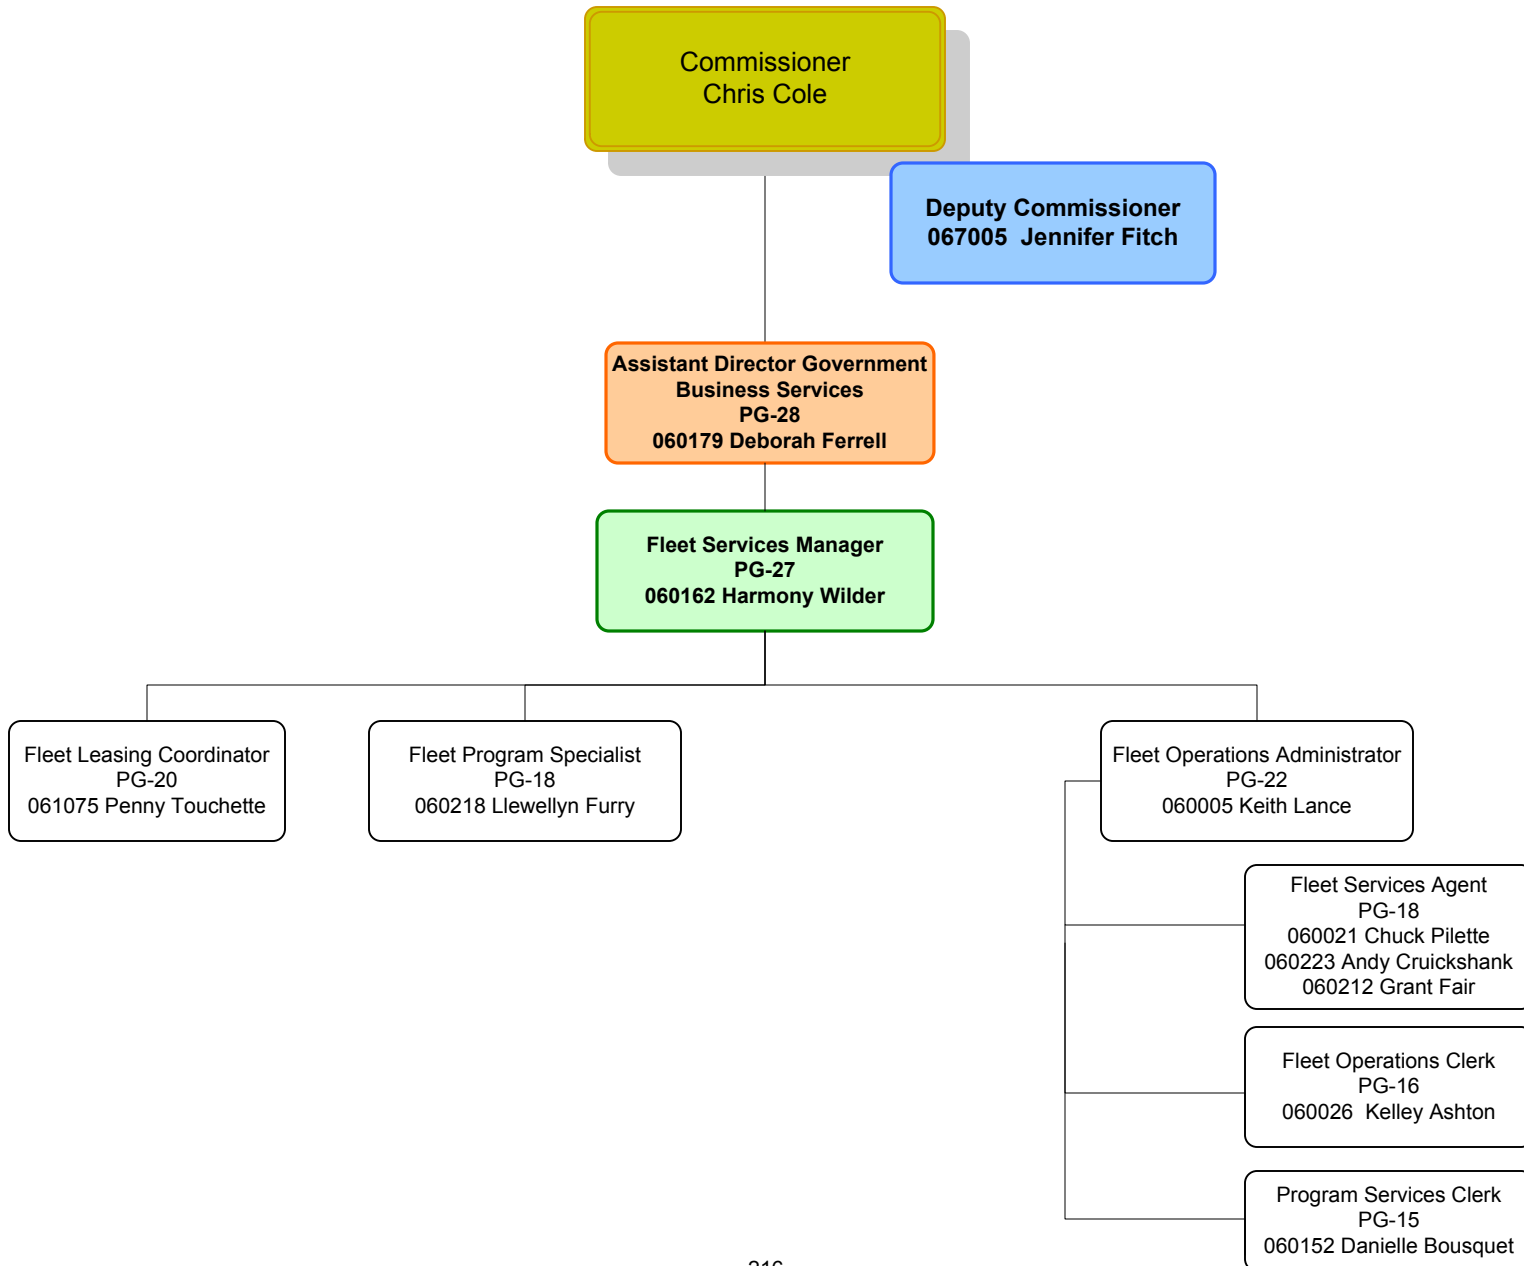 Commissioner
Chris Cole
Deputy Commissioner
067005  Jennifer Fitch
Assistant Director Government
Business Services
PG-28
060179 Deborah Ferrell
Fleet Services Manager
PG-27
060162 Harmony Wilder
Fleet Leasing Coordinator
PG-20
061075 Penny Touchette
Fleet Program Specialist
PG-18
060218 Llewellyn Furry
Fleet Operations Administrator
PG-22
060005 Keith Lance
Fleet Services Agent
PG-18
060021 Chuck Pilette
060223 Andy Cruickshank
060212 Grant Fair
Fleet Operations Clerk
PG-16
060026  Kelley Ashton
Program Services Clerk
PG-15
060152 Danielle Bousquet
216